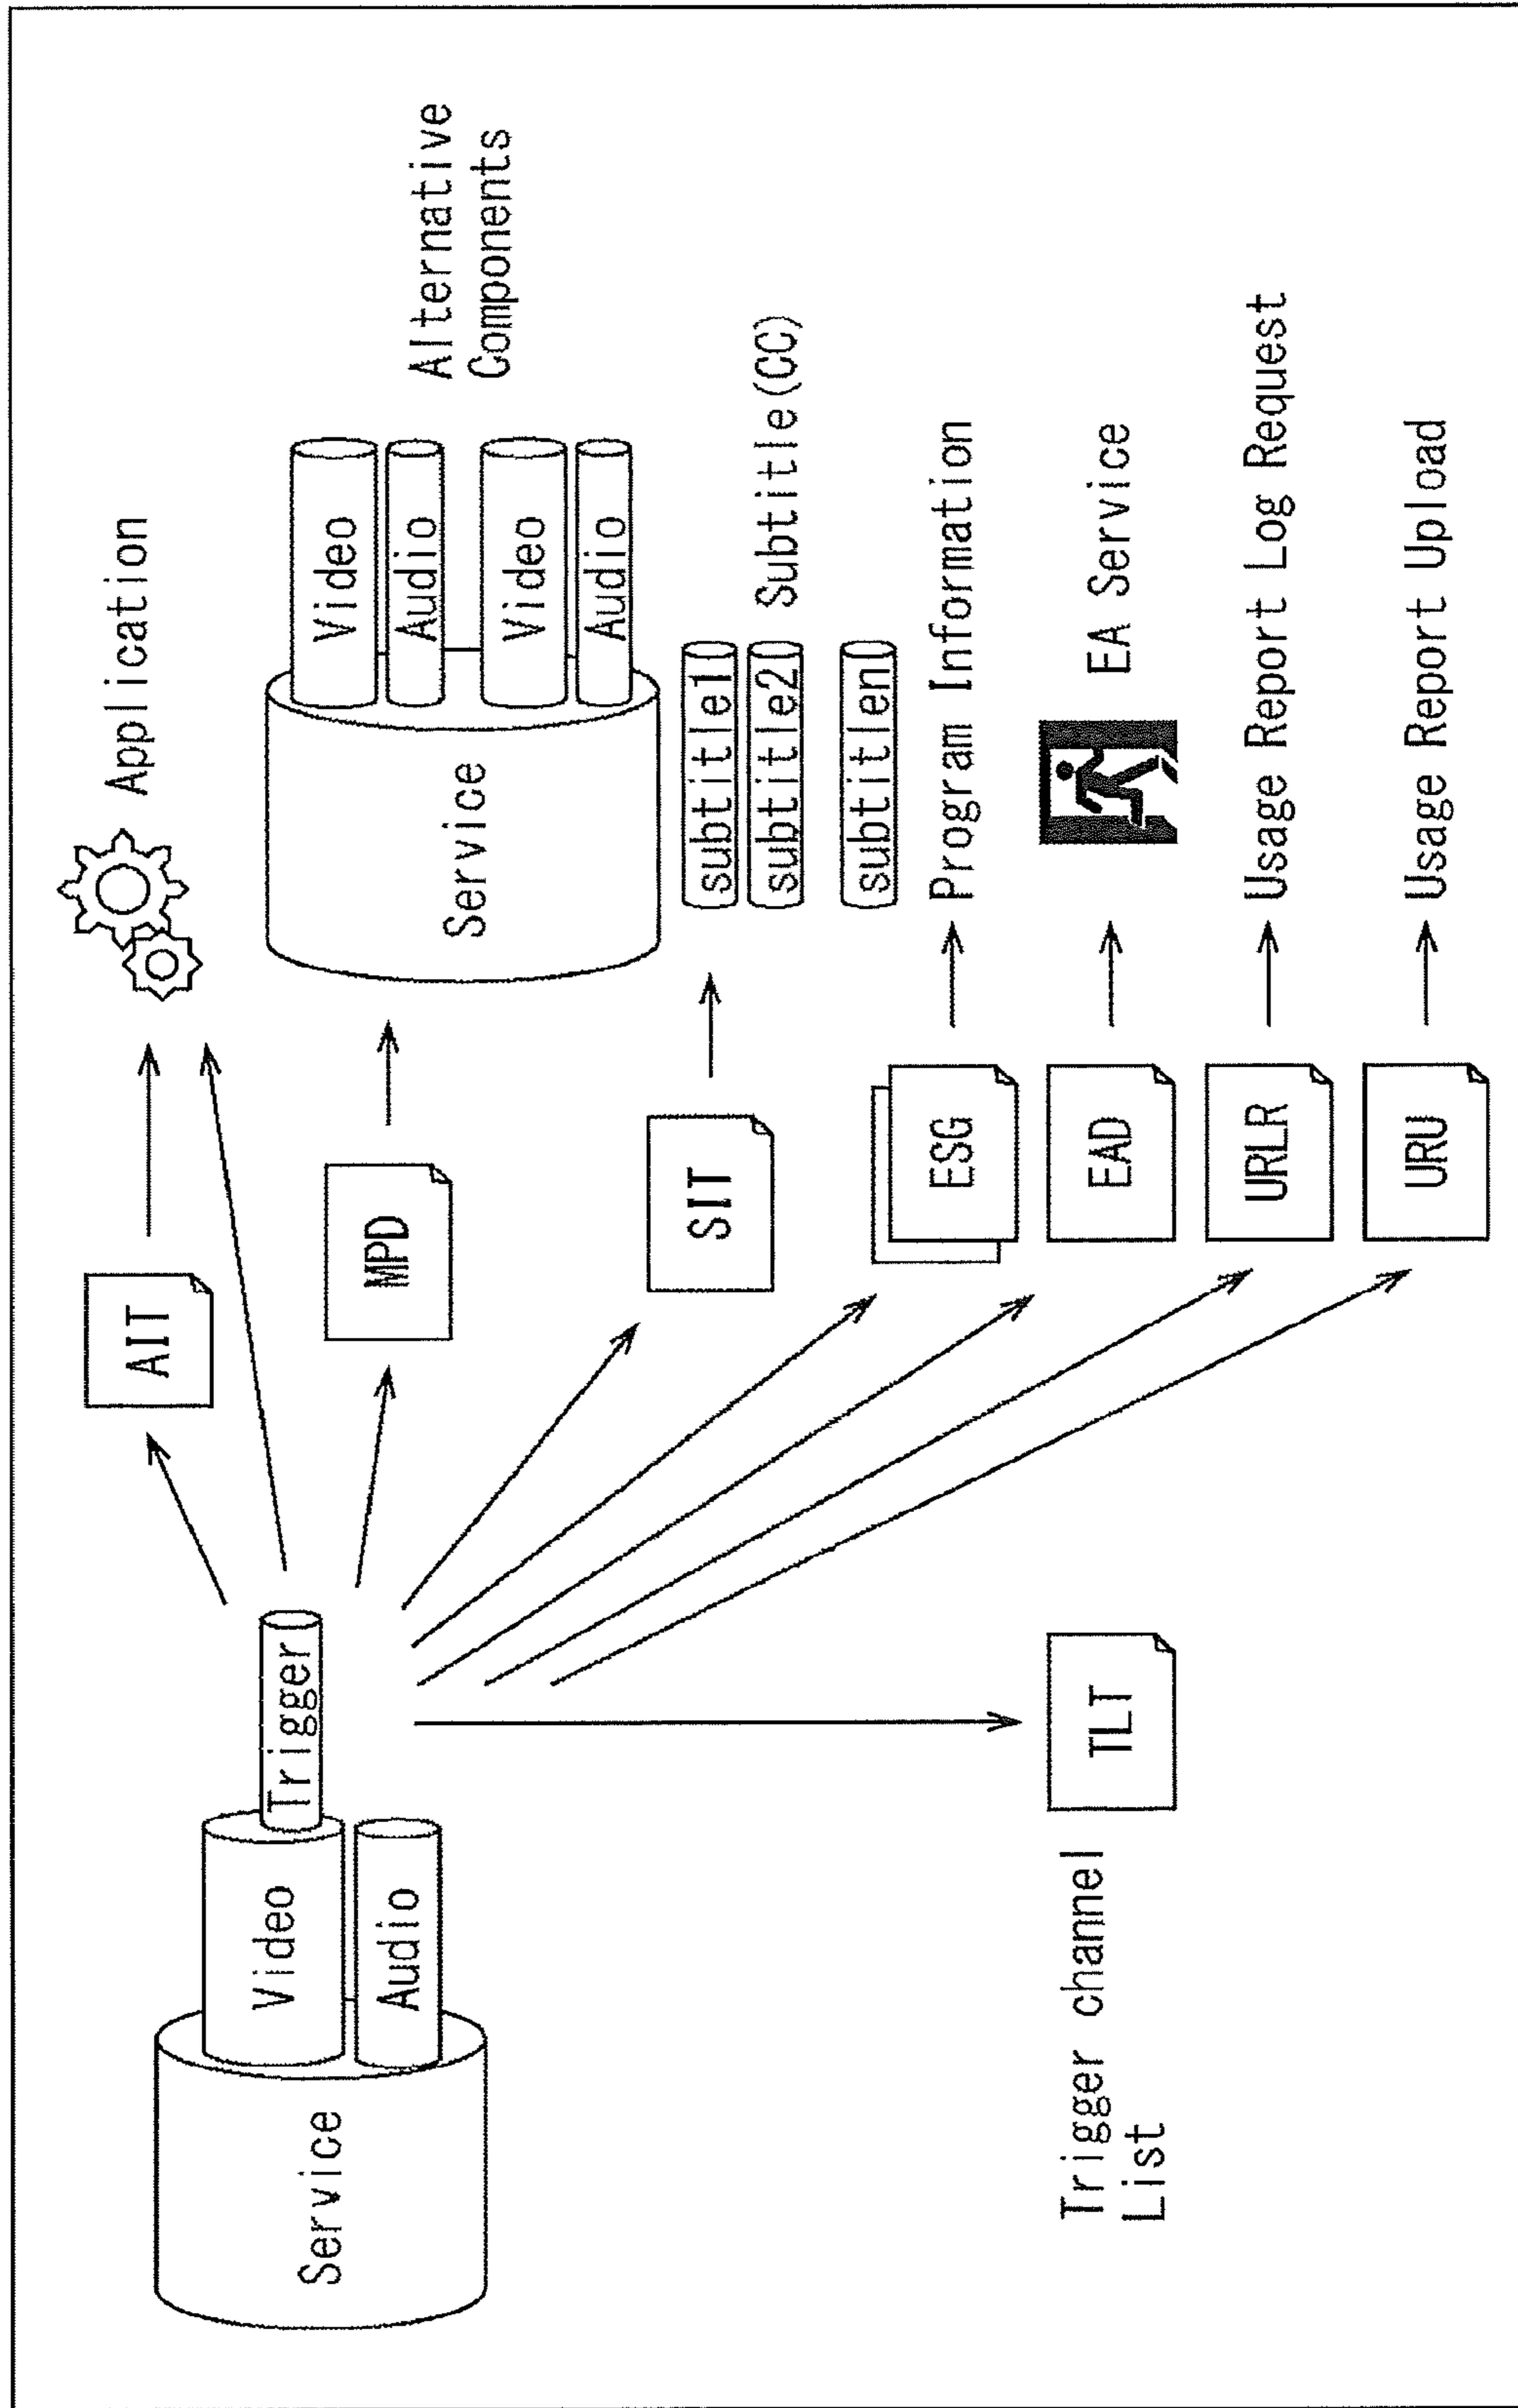 Service
Video
Audio
Trigger
AIT
Application
MPD
Service
Video
Audio
Video
Audio
Alternative
Components
SIT
subtitle1
subtitle2
subtitlen
Subtitle(CC)
ESG
Program Information
EAD
EA Service
URLR
Usage Report Log Request
URU
Usage Report Upload
Trigger channel
List
TLT